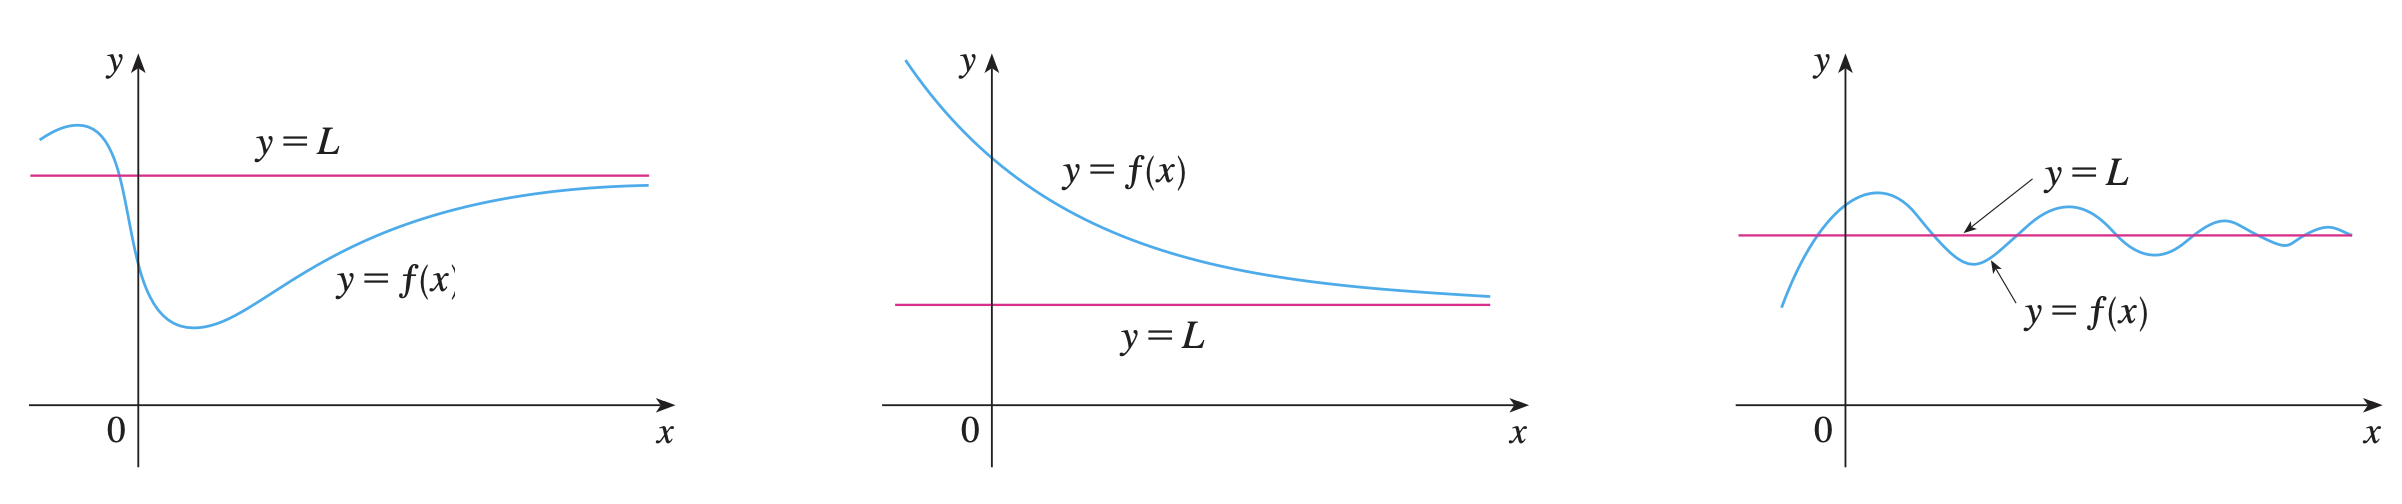 y
y = L
y = f(x)
0
x
y
y = f(x)
y = L
0
x
y
y = L
y = f(x)
0
x